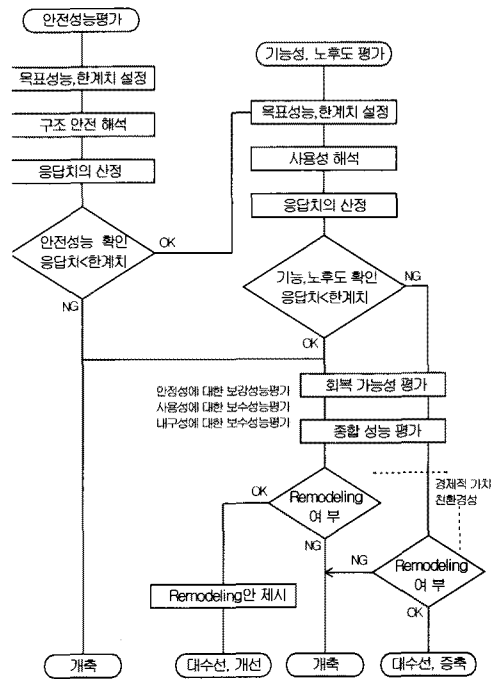 안전성능평가
목표성능,한계치 설정
구조 안전 해석
응답치의 산정
안전성능 확인
응답치<한계치
OK
NG
기능성, 노후도 평가
목표성능,한계치 설정
사용성 해석
응답치의 산정
기능,노후도 확인
응답치<한계치
NG
OK
안정성에 대한 보강성능평가
사용성에 대한 보수성능평가
내구성에 대한 보수성능평가
회복 가능성 평가
종합 성능 평가
경제적 가치
친환경성
OK
Remodeling
여 부
NG
NG
Remodeling
여 부
OK
Remodeling안 제시
개축
대수선, 개선
개축
대수선, 증축